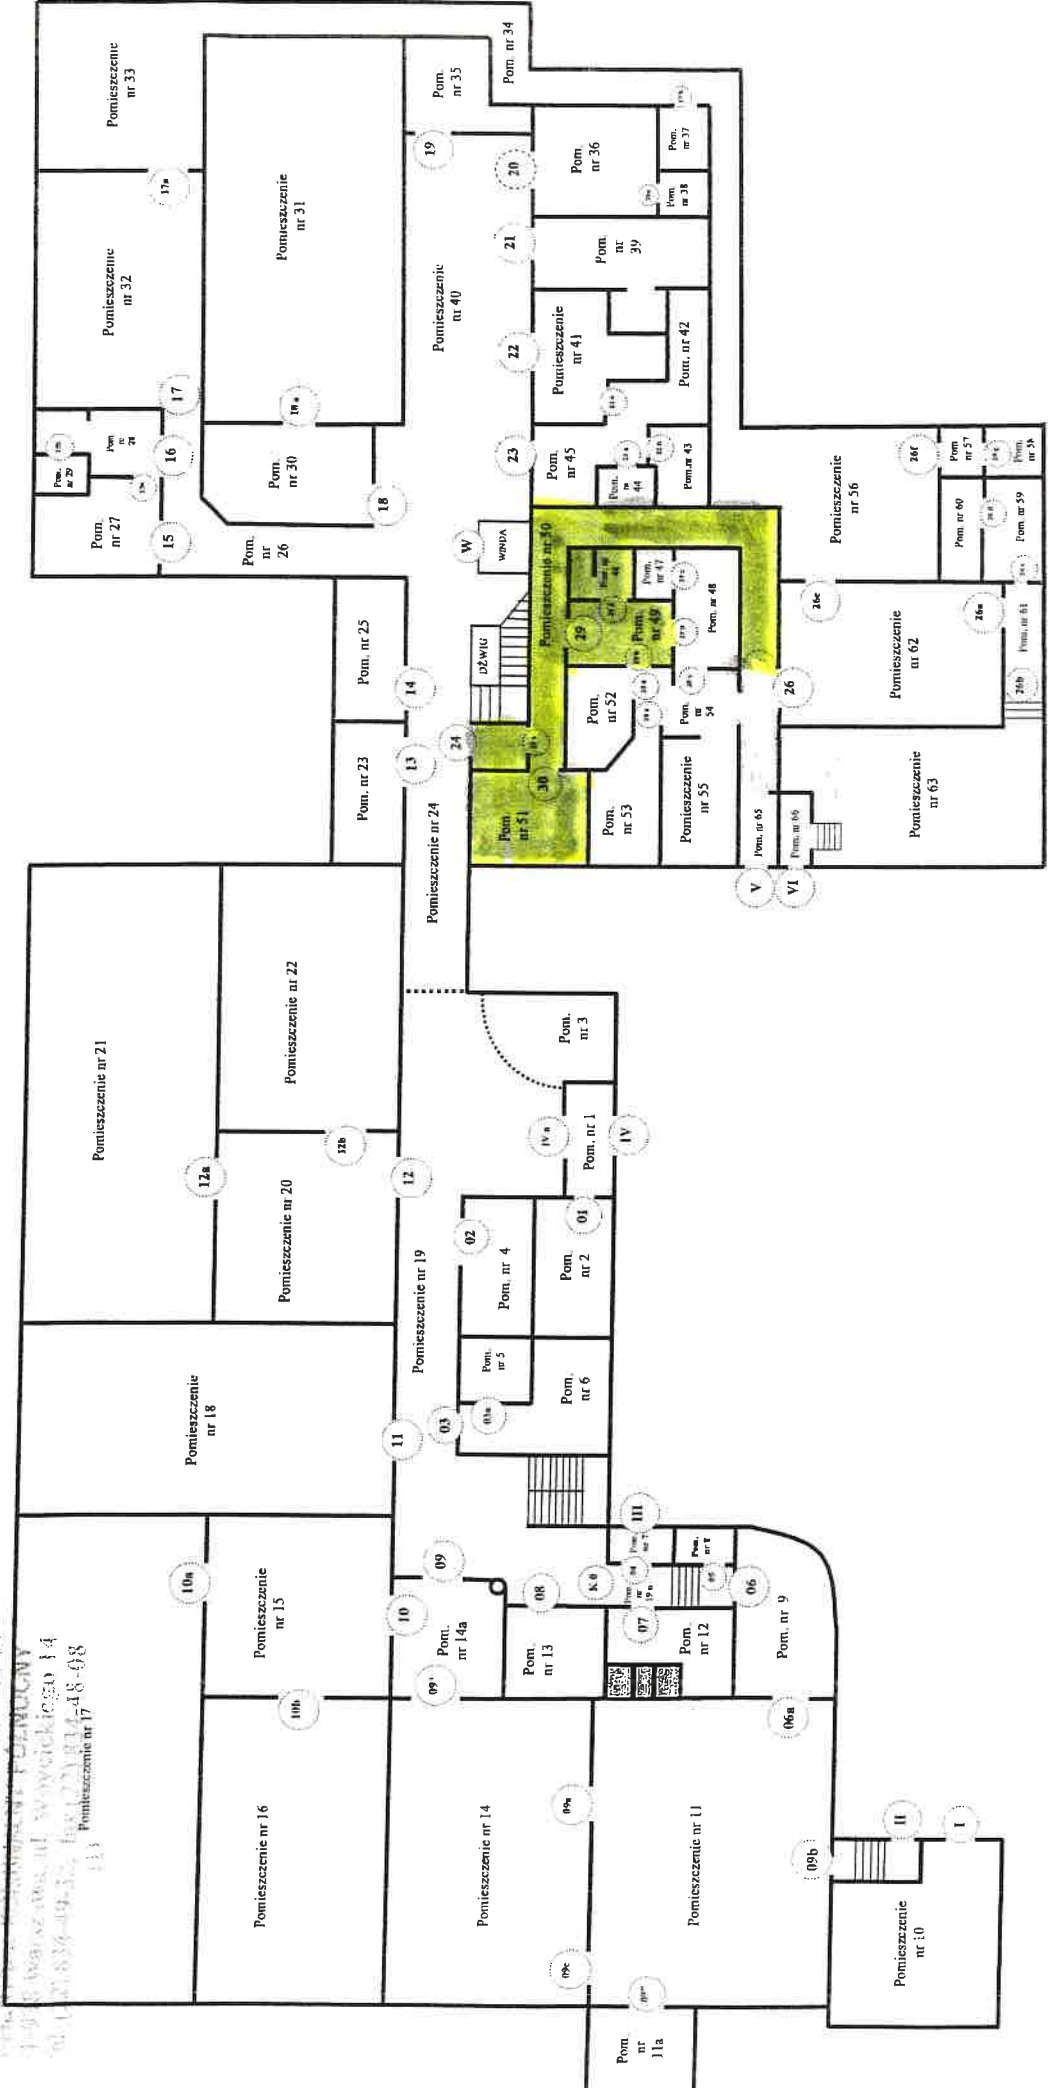 Pomieszczenie
nr 33
Pom. nr 34
Pom.
nr 35
17a
19
Pomieszczenie
nr 31
Pomieszczenie
nr 32
20
Pom.
nr 36
Pom.
nr 37
Pom.
nr 38
21
Pom.
nr
39
Pomieszczenie
nr 40
22
Pomieszczenie
nr 41
Pom. nr 42
17
18a
16
Pom.
nr 29
Pom.
nr 27
15
Pom.
nr 30
18
Pom.
nr
26
23
Pom.
nr 45
Pom.
nr
44
Pom.nr 43
W
WINDA
DŹWIG
Pomieszczenie nr 50
29
Pom.
nr 47
Pom. nr 48
Pom.
nr 49
Pom. nr 25
14
Pom. nr 23
13
24
30
Pom.
nr 51
Pom.
nr 52
Pom.
nr 53
Pom.
nr
54
Pomieszczenie
nr 55
26
Pomieszczenie
nr 56
26f
Pom
nr 57
Pom. nr 60
Pom. nr 59
26e
26a
Pomieszczenie
nr 62
Pom. nr 61
26b
Pomieszczenie
nr 63
Pom. nr 65
Pom. nr 66
V
VI
Pomieszczenie nr 24
Pomieszczenie nr 21
Pomieszczenie nr 22
Pom.
nr 3
12a
12b
12
IVa
Pom. nr 1
IV
Pomieszczenie nr 20
02
01
Pom. nr 4
Pom.
nr 2
Pomieszczenie nr 19
Pom.
nr 5
Pom.
nr 6
03
03a
Pomieszczenie
nr 18
11
III
10a
Pomieszczenie
nr 15
09
10
Pom.
nr 14a
09'
08
Pom.
nr 13
K 0
04
Pom.
nr 7
Pom.
nr 8
05
06
07
Pom.
nr 12
Pom. nr 9
Pomieszczenie nr 17
10b
Pomieszczenie nr 16
Pomieszczenie nr 14
09a
Pomieszczenie nr 11
06a
09b
II
I
09c
Pomieszczenie
nr 10
Pom.
nr
11a